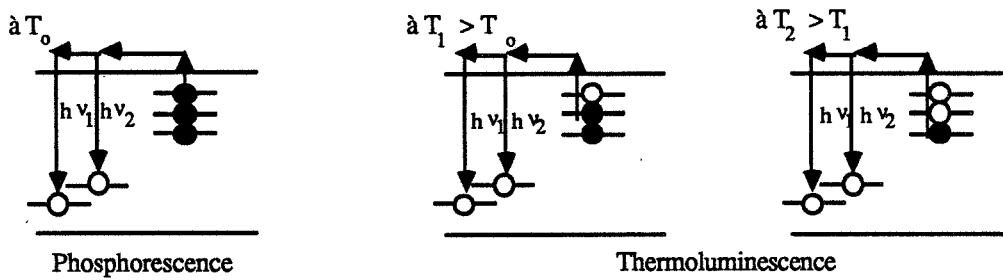 à T₀
à T₁ > T₀
à T₂ > T₁
h ν₁ h ν₂
h ν₁ h ν₂
h ν₁ h ν₂
Phosphorescence
Thermoluminescence